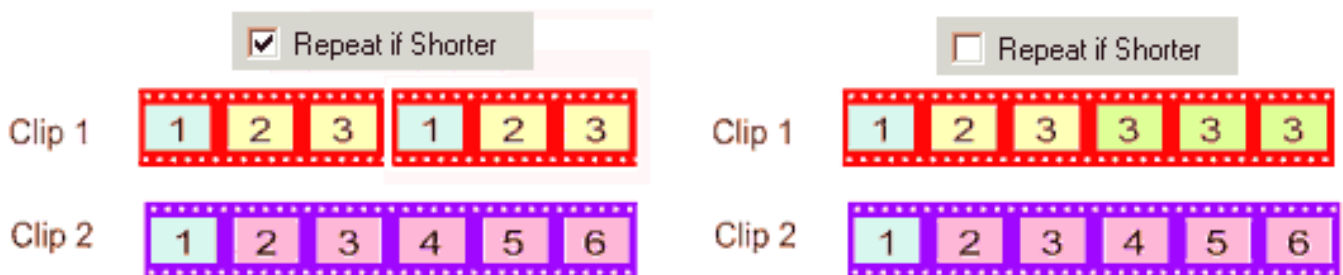 Repeat if Shorter
Clip 1 1 2 3 1 2 3
Clip 2 1 2 3 4 5 6
Repeat if Shorter
Clip 1 1 2 3 3 3 3
Clip 2 1 2 3 4 5 6